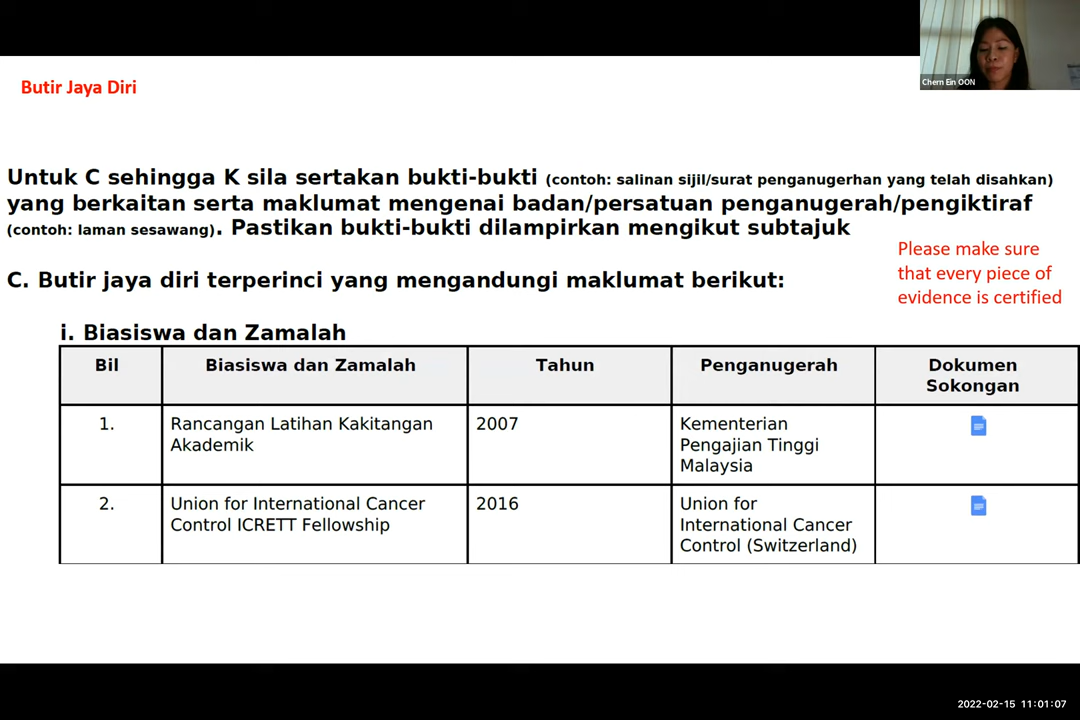 Chern Ein OON
Butir Jaya Diri
Untuk C sehingga K sila sertakan bukti-bukti (contoh: salinan sijil/surat penganugerhan yang telah disahkan)
yang berkaitan serta maklumat mengenai badan/persatuan penganugerah/pengiktiraf
(contoh: laman sesawang). Pastikan bukti-bukti dilampirkan mengikut subtajuk
Please make sure
that every piece of
evidence is certified
C. Butir jaya diri terperinci yang mengandungi maklumat berikut:
i. Biasiswa dan Zamalah
Bil
Biasiswa dan Zamalah
Tahun
Penganugerah
Dokumen
Sokongan
1.
Rancangan Latihan Kakitangan
Akademik
2007
Kementerian
Pengajian Tinggi
Malaysia
2.
Union for International Cancer
Control ICRETT Fellowship
2016
Union for
International Cancer
Control (Switzerland)
2022-02-15 11:01:07